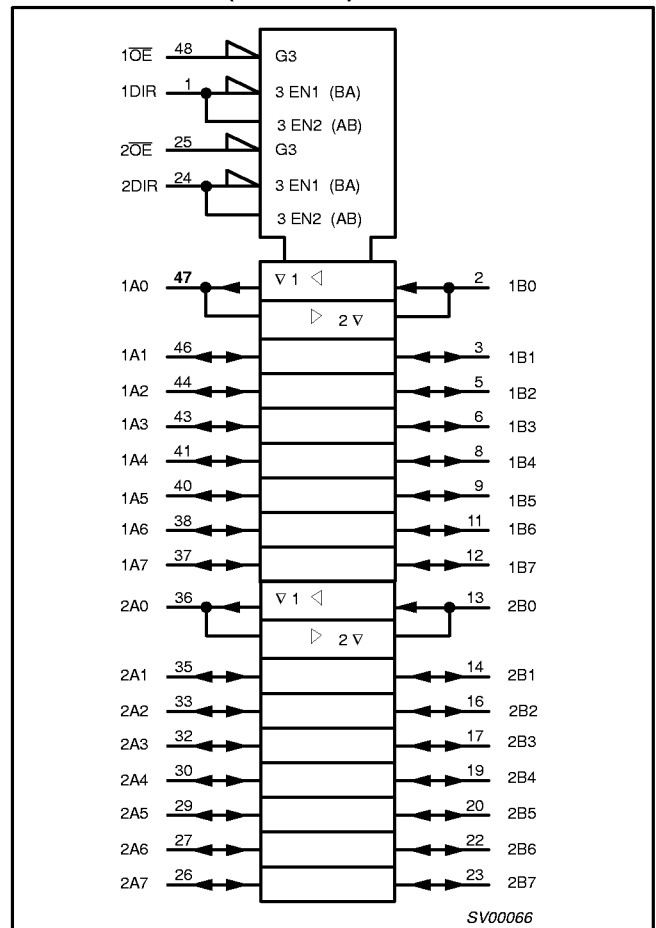 1O̅E̅ 48 G3
1DIR 1 3 EN1 (BA)
3 EN2 (AB)
2O̅E̅ 25 G3
2DIR 24 3 EN1 (BA)
3 EN2 (AB)
1A0 47 ∇ 1 ◁ 2 1B0
▷ 2 ∇
1A1 46 3 1B1
1A2 44 5 1B2
1A3 43 6 1B3
1A4 41 8 1B4
1A5 40 9 1B5
1A6 38 11 1B6
1A7 37 12 1B7
2A0 36 ∇ 1 ◁ 13 2B0
▷ 2 ∇
2A1 35 14 2B1
2A2 33 16 2B2
2A3 32 17 2B3
2A4 30 19 2B4
2A5 29 20 2B5
2A6 27 22 2B6
2A7 26 23 2B7
SV00066